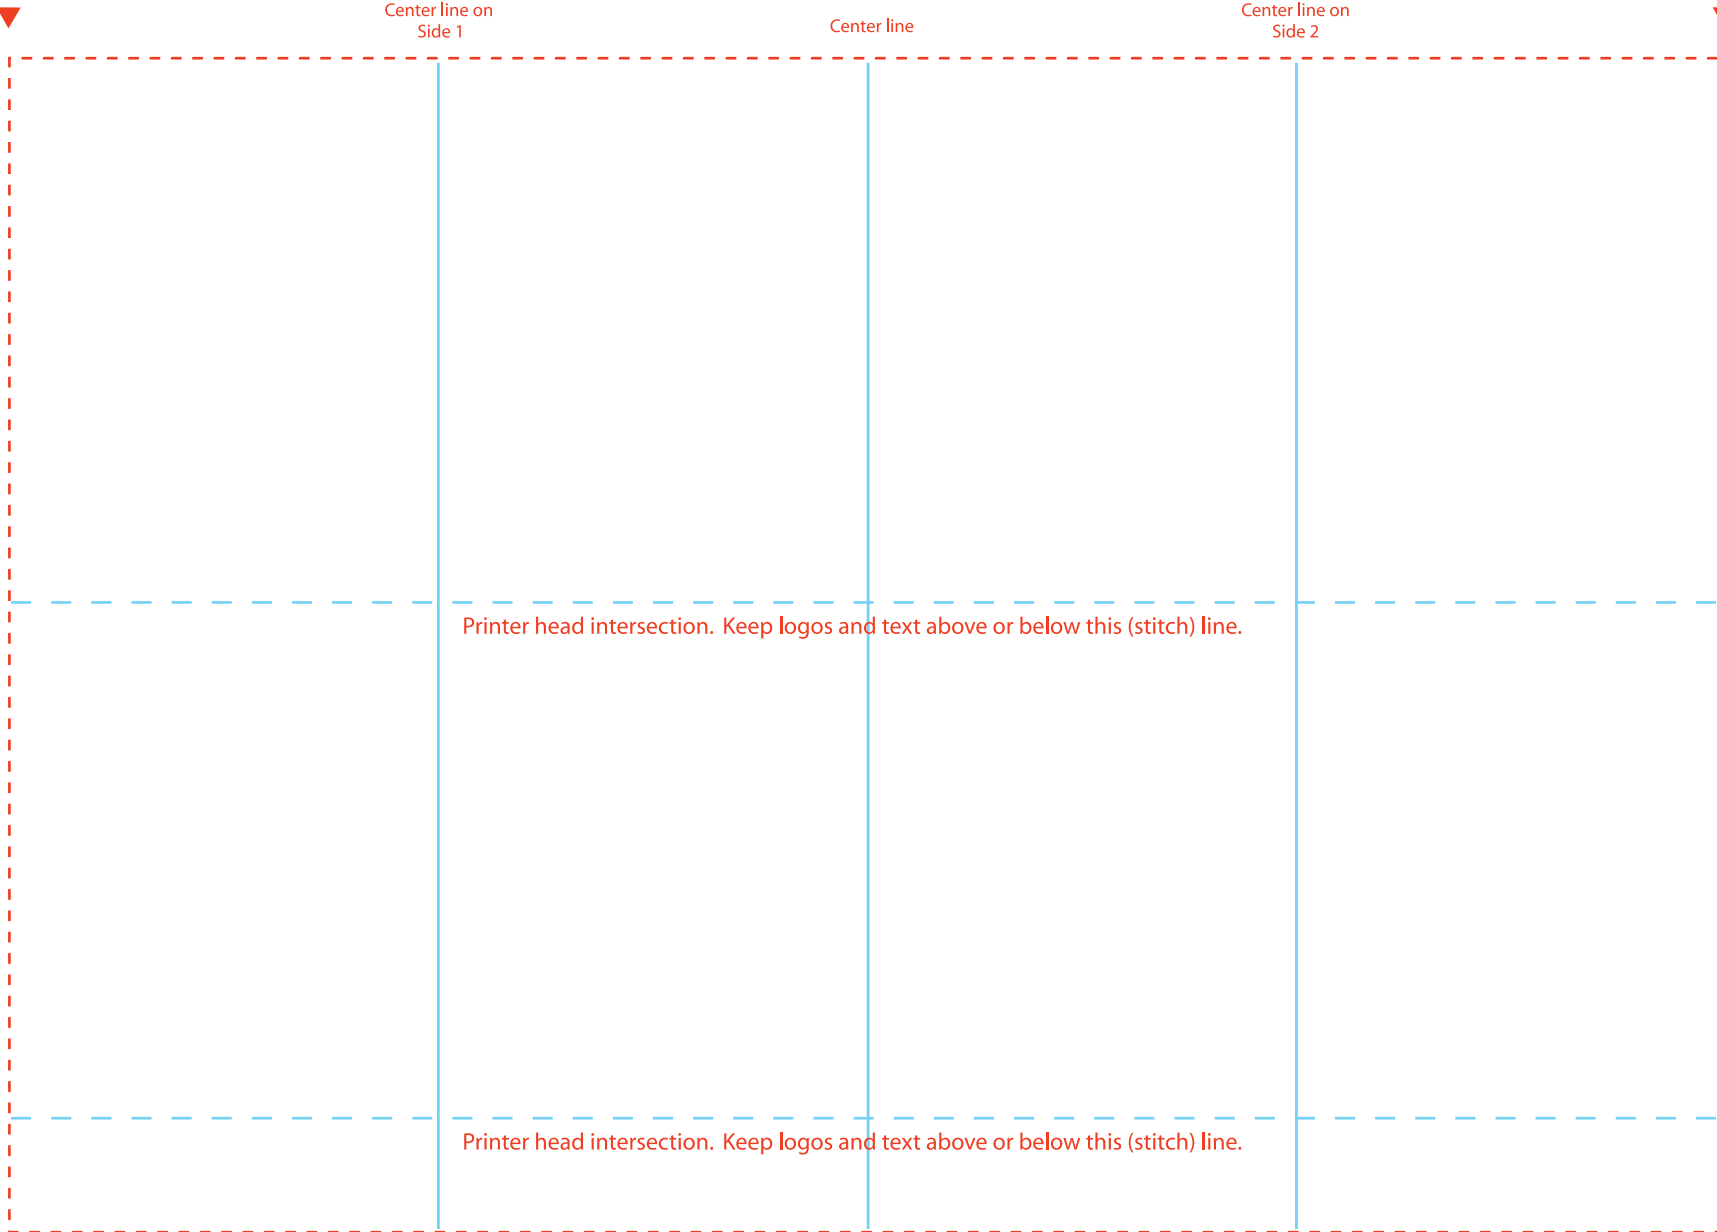 Center line on
Side 1
Center line
Center line on
Side 2
Printer head intersection. Keep logos and text above or below this (stitch) line.
Printer head intersection. Keep logos and text above or below this (stitch) line.